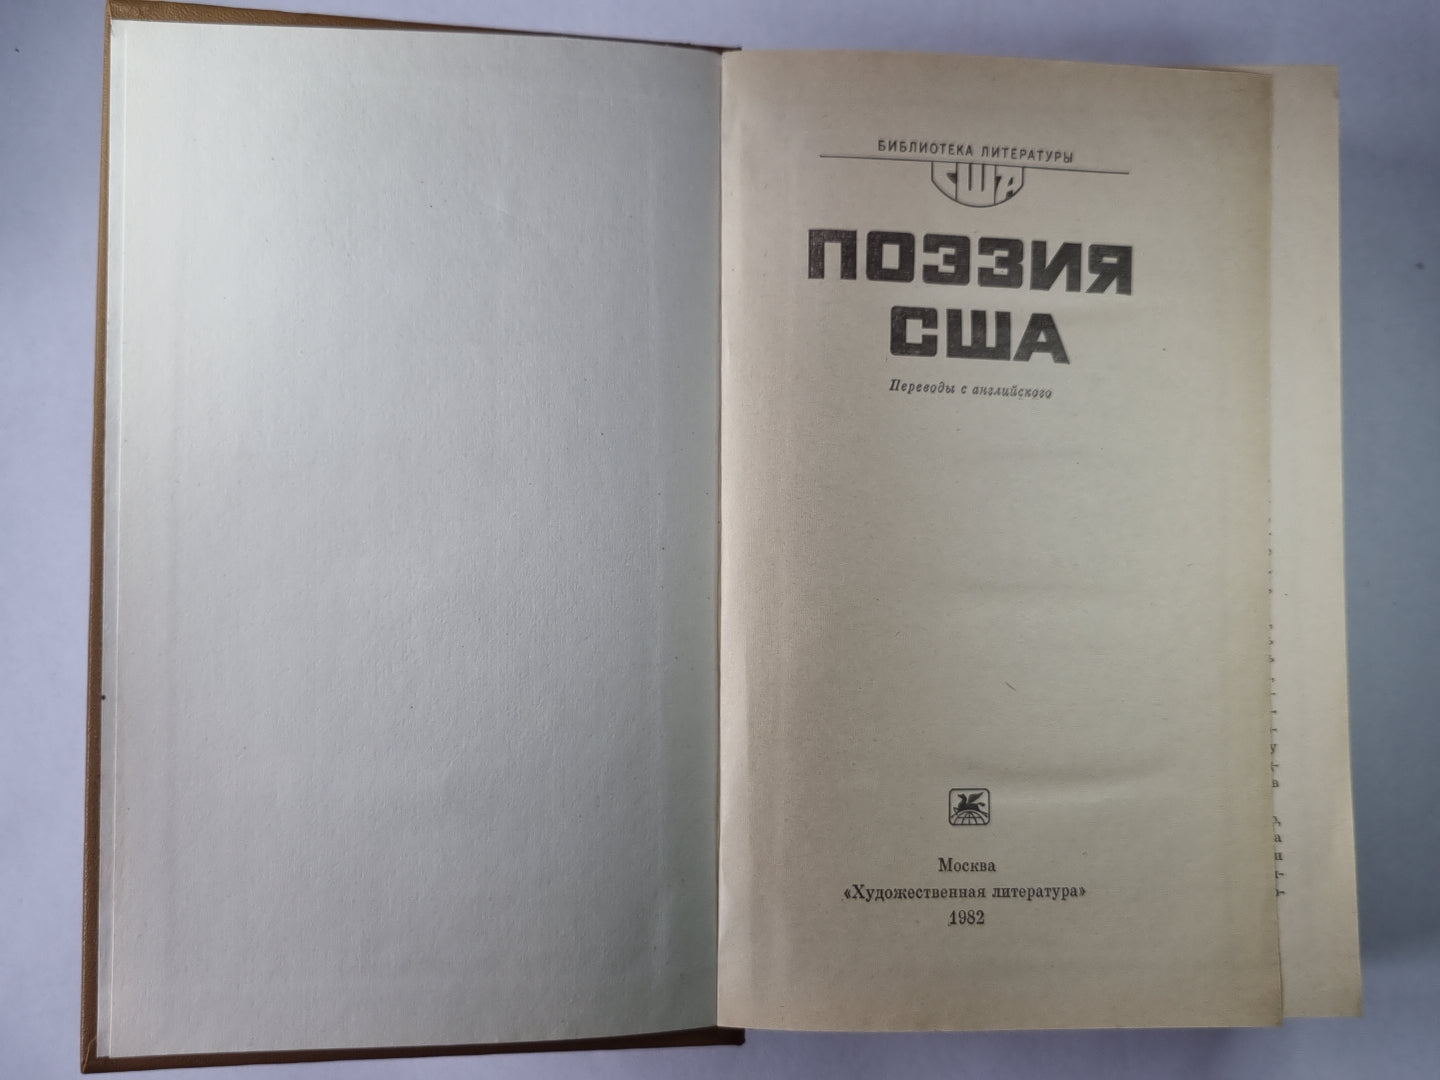 БИБЛИОТЕКА ЛИТЕРАТУРЫ
США
ПОЭЗИЯ
США
Переводы с английского
Москва
«Художественная литература»
1982